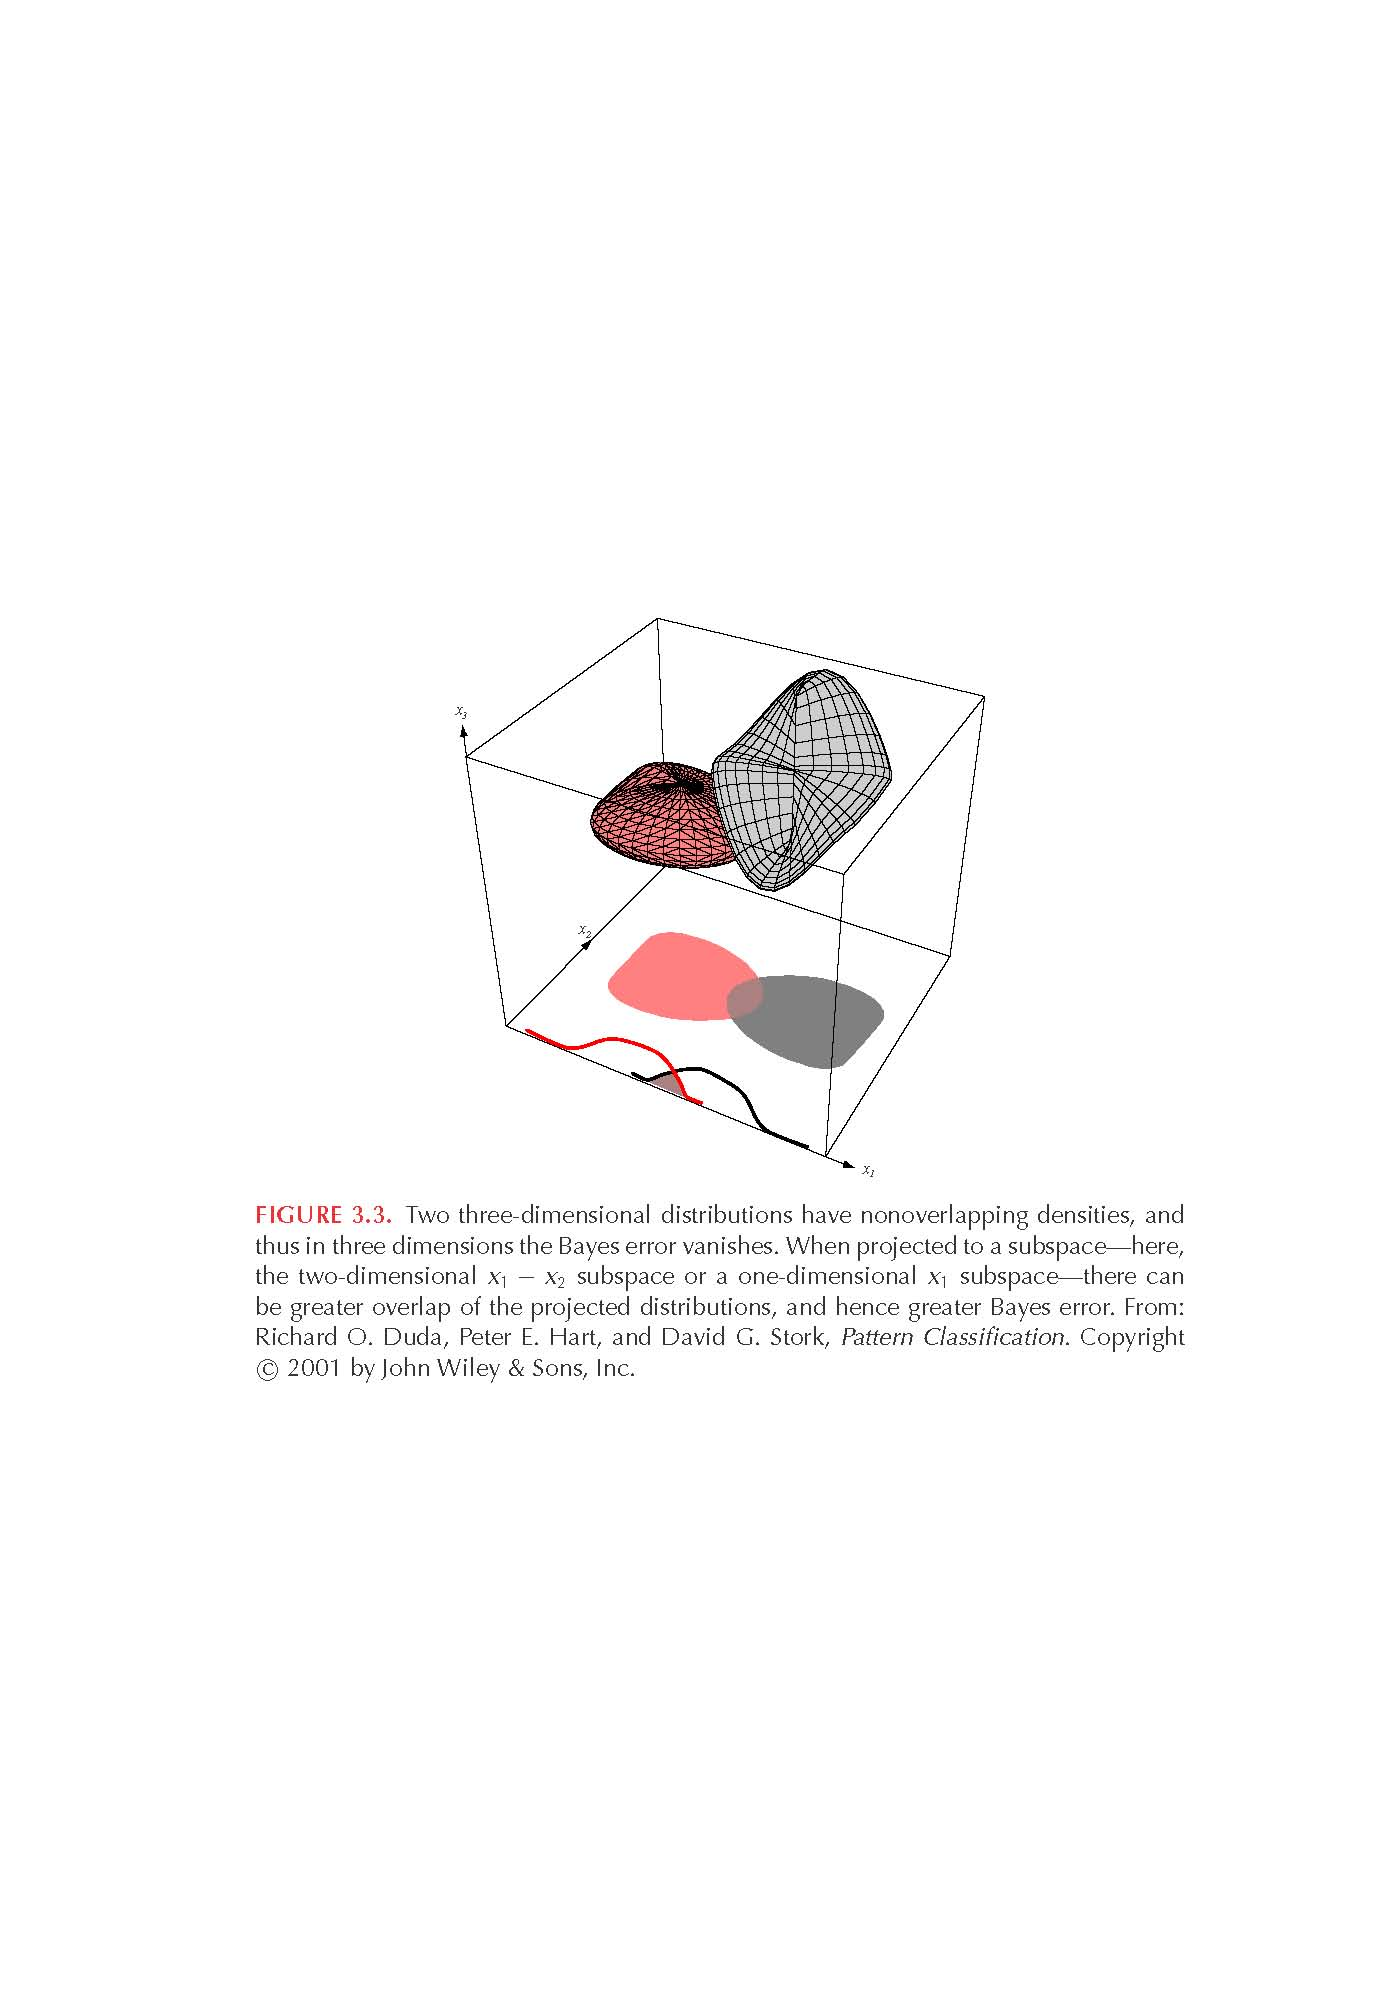 x3
x2
x1
FIGURE 3.3. Two three-dimensional distributions have nonoverlapping densities, and
thus in three dimensions the Bayes error vanishes. When projected to a subspace—here,
the two-dimensional x1 − x2 subspace or a one-dimensional x1 subspace—there can
be greater overlap of the projected distributions, and hence greater Bayes error. From:
Richard O. Duda, Peter E. Hart, and David G. Stork, Pattern Classification. Copyright
© 2001 by John Wiley & Sons, Inc.